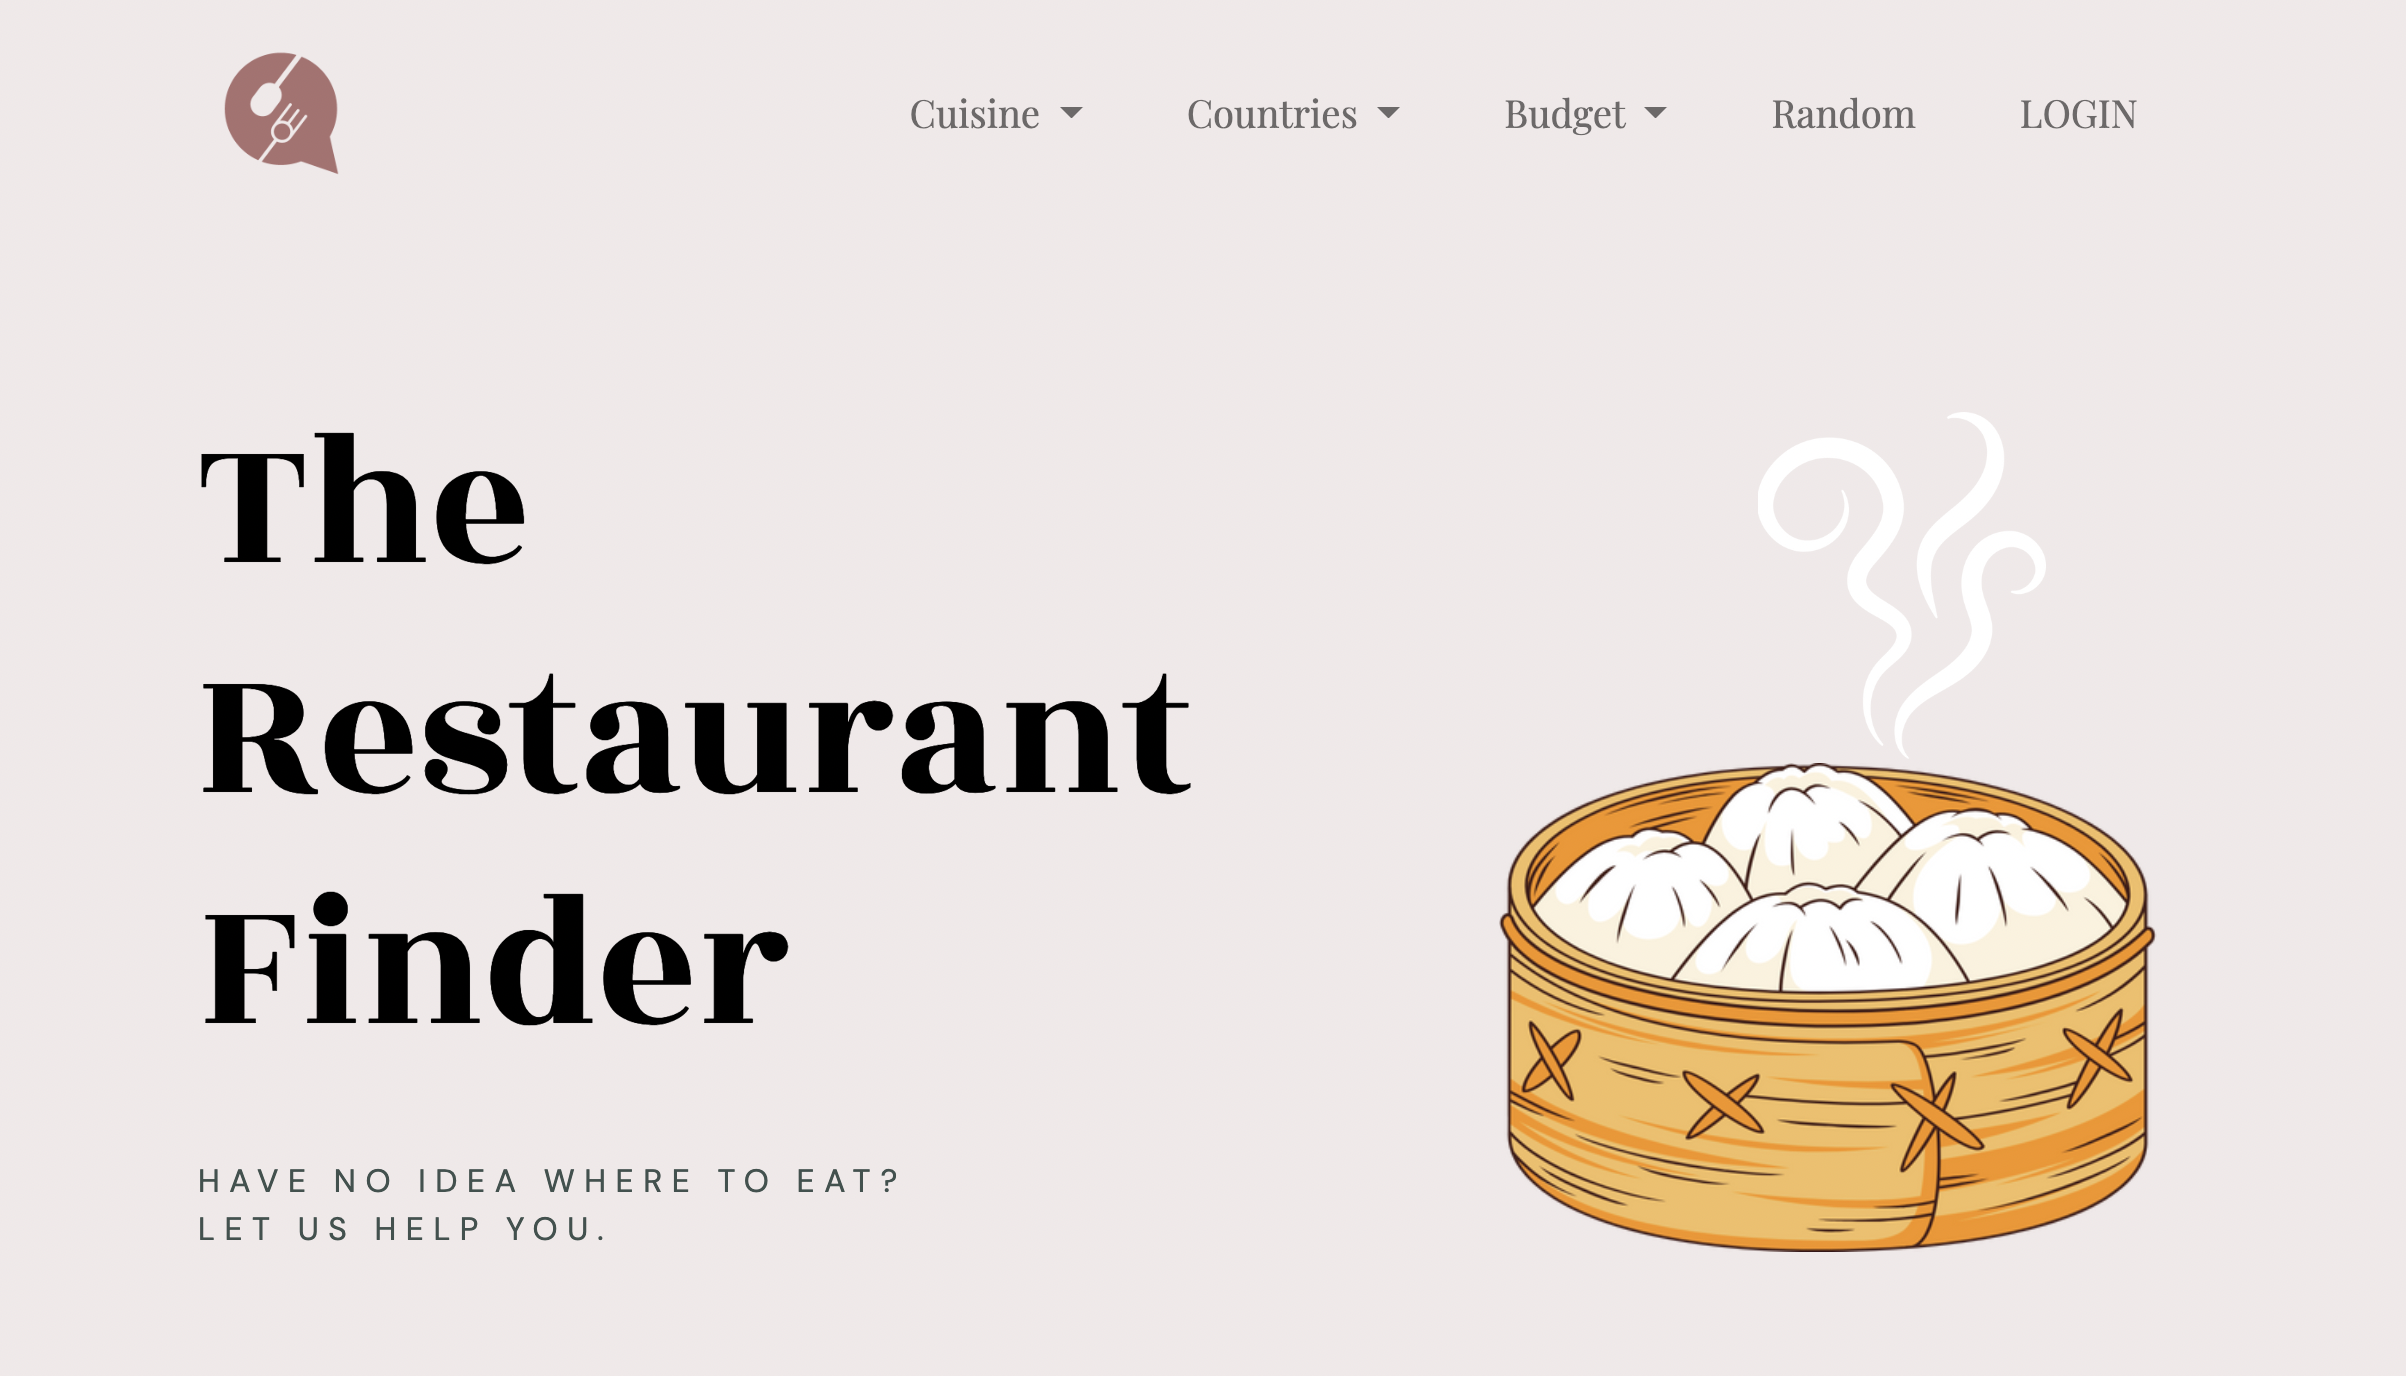 Cuisine Countries Budget Random LOGIN
The
Restaurant
Finder
HAVE NO IDEA WHERE TO EAT?
LET US HELP YOU.